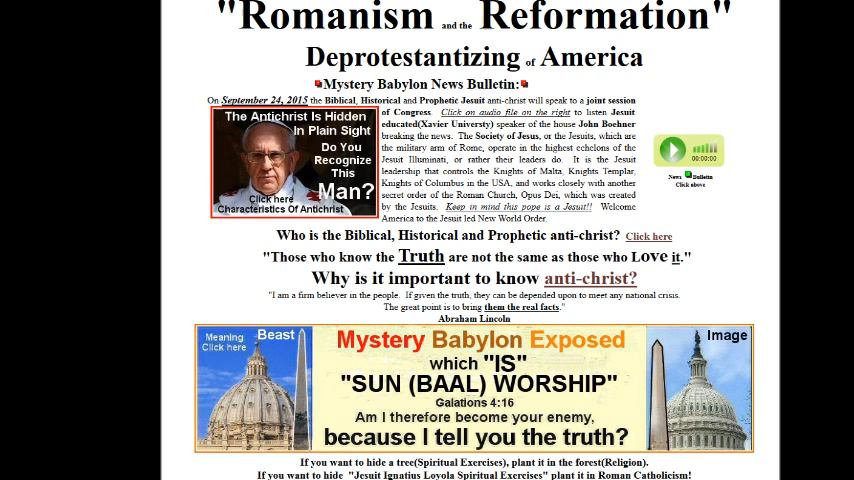 "Romanism and the Reformation"
Deprotestantizing of America
Mystery Babylon News Bulletin:
On September 24, 2015 the Biblical, Historical and Prophetic Jesuit anti-christ will speak to a joint session
of Congress. Click on audio file on the right to listen Jesuit
educated(Xavier Universty) speaker of the house John Boehner
breaking the news. The Society of Jesus, or the Jesuits, which are
the military arm of Rome, operate in the highest echelons of the
Jesuit Illuminati, or rather their leaders do. It is the Jesuit
leadership that controls the Knights of Malta, Knights Templar,
Knights of Columbus in the USA, and works closely with another
secret order of the Roman Church, Opus Dei, which was created
by the Jesuits. Keep in mind this pope is a Jesuit!! Welcome
America to the Jesuit led New World Order.
The Antichrist Is Hidden
In Plain Sight
Do You
Recognize
This
Man?
Click here
Characteristics Of Antichrist
00:00:00
News Bulletin
Click above
Who is the Biblical, Historical and Prophetic anti-christ? Click here
"Those who know the Truth are not the same as those who Love it."
Why is it important to know anti-christ?
"I am a firm believer in the people. If given the truth, they can be depended upon to meet any national crisis.
The great point is to bring them the real facts."
Abraham Lincoln
Meaning
Click here
Beast
Mystery Babylon Exposed
which "IS"
"SUN (BAAL) WORSHIP"
Galations 4:16
Am I therefore become your enemy,
because I tell you the truth?
Image
If you want to hide a tree(Spiritual Exercises), plant it in the forest(Religion).
If you want to hide "Jesuit Ignatius Loyola Spiritual Exercises" plant it in Roman Catholicism!